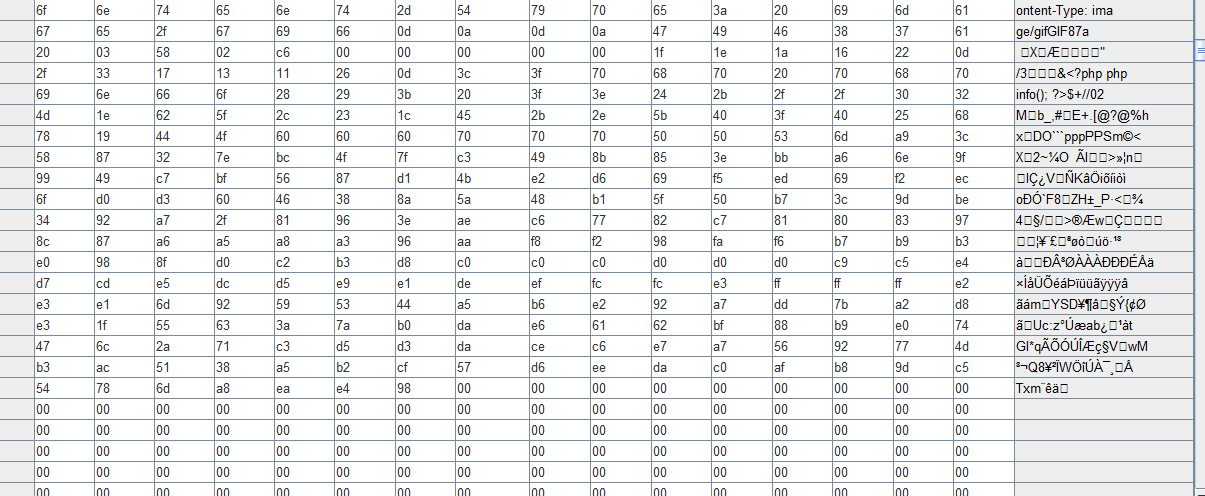 6f 6e 74 65 6e 74 2d 54 79 70 65 3a 20 69 6d 61 ontent-Type: ima
67 65 2f 67 69 66 0d 0a 0d 0a 47 49 46 38 37 61 ge/gifGIF87a
20 03 58 02 c6 00 00 00 00 00 1f 1e 1a 16 22 0d X Æ "
2f 33 17 13 11 26 0d 3c 3f 70 68 70 20 70 68 70 /3 &<?php php
69 6e 66 6f 28 29 3b 20 3f 3e 24 2b 2f 2f 30 32 info(); ?>$+//02
4d 1e 62 5f 2c 23 1c 45 2b 2e 5b 40 3f 40 25 68 M b_,# E+.[@?@%h
78 19 44 4f 60 60 60 70 70 70 50 50 53 6d a9 3c x DO```pppPPSm©<
58 87 32 7e bc 4f 7f c3 49 8b 85 3e bb a6 6e 9f X 2~¼O ÃI >»¦n
99 49 c7 bf 56 87 d1 4b e2 d6 69 f5 ed 69 f2 ec IÇ¿V ÑKâÖiõíiòì
6f d0 d3 60 46 38 8a 5a 48 b1 5f 50 b7 3c 9d be oÐÓ`F8 ZH±_P·< ¾
34 92 a7 2f 81 96 3e ae c6 77 82 c7 81 80 83 97 4 §/ >®Æw Ç
8c 87 a6 a5 a8 a3 96 aa f8 f2 98 fa f6 b7 b9 b3 ¦¥¨£ ªøò úö·¹³
e0 98 8f d0 c2 b3 d8 c0 c0 c0 d0 d0 d0 c9 c5 e4 à ÐÂ³ØÀÀÀÐÐÐÉÅä
d7 cd e5 dc d5 e9 e1 de ef fc fc e3 ff ff ff e2 ×ÍåÜÕéáÞïüüãÿÿÿâ
e3 e1 6d 92 59 53 44 a5 b6 e2 92 a7 dd 7b a2 d8 ãám YSD¥¶â §Ý{¢Ø
e3 1f 55 63 3a 7a b0 da e6 61 62 bf 88 b9 e0 74 ã Uc:z°Úæab¿ ¹àt
47 6c 2a 71 c3 d5 d3 da ce c6 e7 a7 56 92 77 4d Gl*qÃÕÓÚÎÆç§V wM
b3 ac 51 38 a5 b2 cf 57 d6 ee da c0 af b8 9d c5 ³¬Q8¥²ÏWÖîÚÀ¯¸ Å
54 78 6d a8 ea e4 98 00 00 00 00 00 00 00 00 00 Txm¨êä
00 00 00 00 00 00 00 00 00 00 00 00 00 00 00 00
00 00 00 00 00 00 00 00 00 00 00 00 00 00 00 00
00 00 00 00 00 00 00 00 00 00 00 00 00 00 00 00
00 00 00 00 00 00 00 00 00 00 00 00 00 00 00 00
00 00 00 00 00 00 00 00 00 00 00 00 00 00 00 00